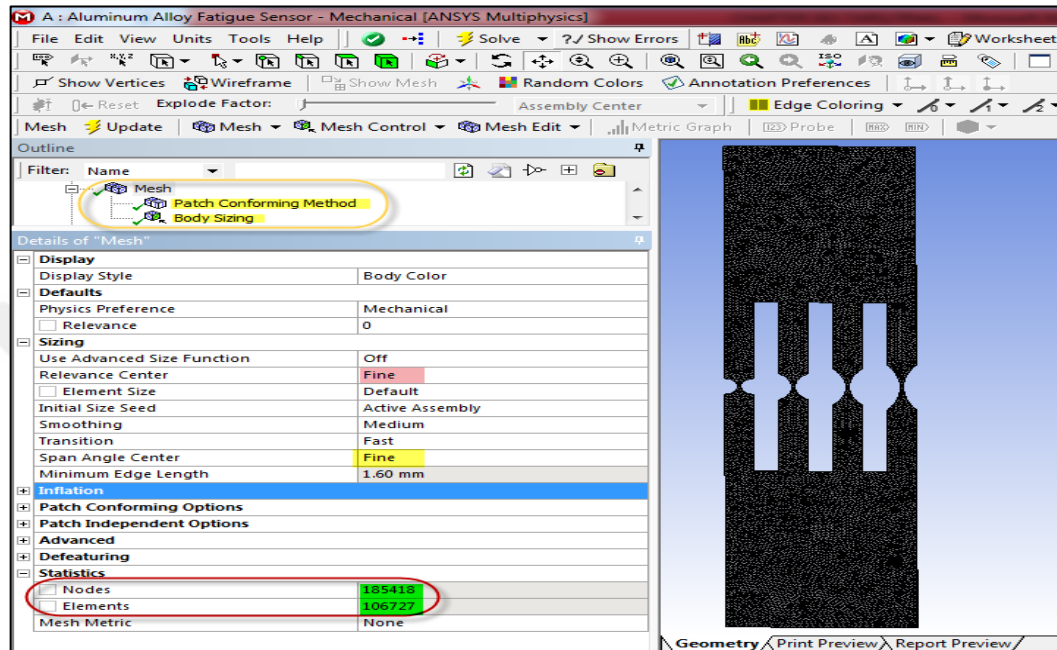 A : Aluminum Alloy Fatigue Sensor - Mechanical [ANSYS Multiphysics]
File Edit View Units Tools Help Solve ?✓ Show Errors Worksheet
Show Vertices Wireframe Show Mesh Random Colors Annotation Preferences
Reset Explode Factor: Assembly Center Edge Coloring
Mesh Update Mesh Mesh Control Mesh Edit Metric Graph Probe MAX MIN
Outline
Filter: Name
Mesh
Patch Conforming Method
Body Sizing
Details of "Mesh"
Display
Display Style Body Color
Defaults
Physics Preference Mechanical
Relevance 0
Sizing
Use Advanced Size Function Off
Relevance Center Fine
Element Size Default
Initial Size Seed Active Assembly
Smoothing Medium
Transition Fast
Span Angle Center Fine
Minimum Edge Length 1.60 mm
Inflation
Patch Conforming Options
Patch Independent Options
Advanced
Defeaturing
Statistics
Nodes 185418
Elements 106727
Mesh Metric None
Geometry Print Preview Report Preview